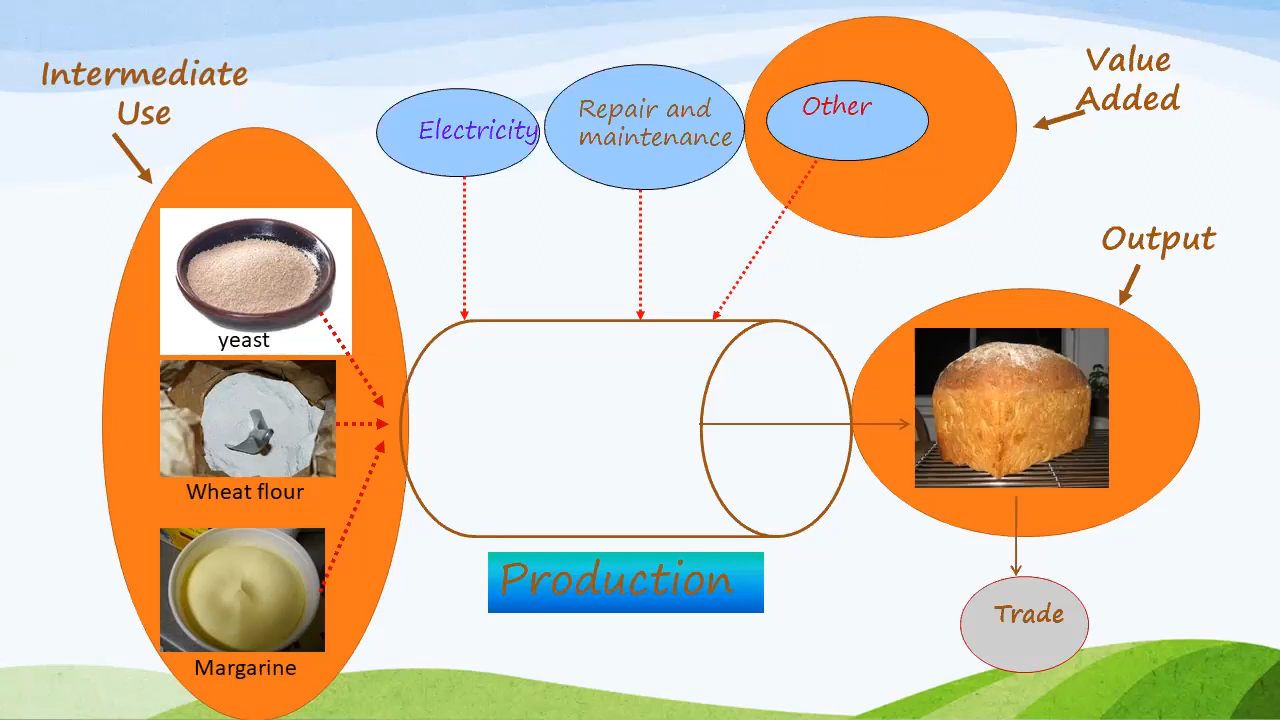 Intermediate
Use
Electricity
Repair and
maintenance
Other
Value
Added
Output
yeast
Wheat flour
Margarine
Production
Trade